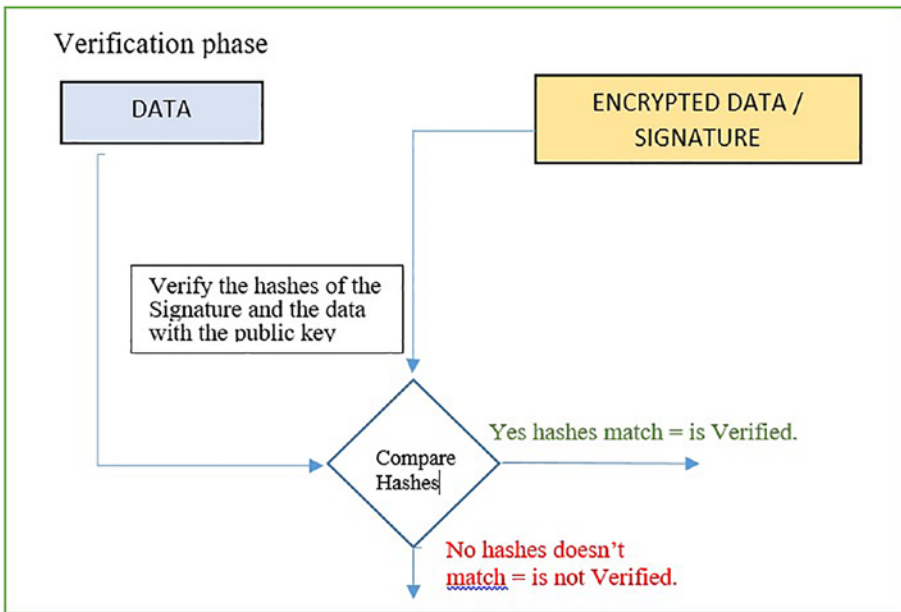 Verification phase
DATA
ENCRYPTED DATA /
SIGNATURE
Verify the hashes of the
Signature and the data
with the public key
Compare
Hashes
Yes hashes match = is Verified.
No hashes doesn’t
match = is not Verified.